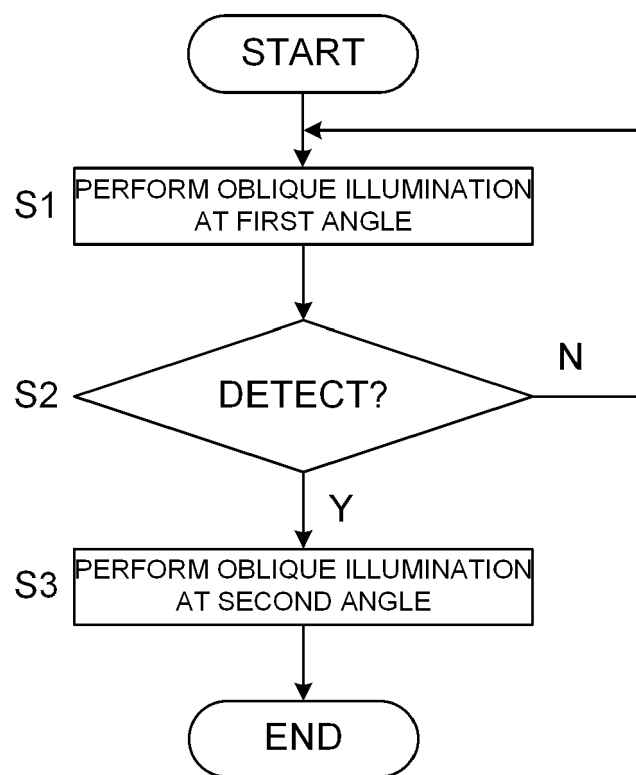 START
S1
PERFORM OBLIQUE ILLUMINATION
AT FIRST ANGLE
S2
DETECT?
N
Y
S3
PERFORM OBLIQUE ILLUMINATION
AT SECOND ANGLE
END